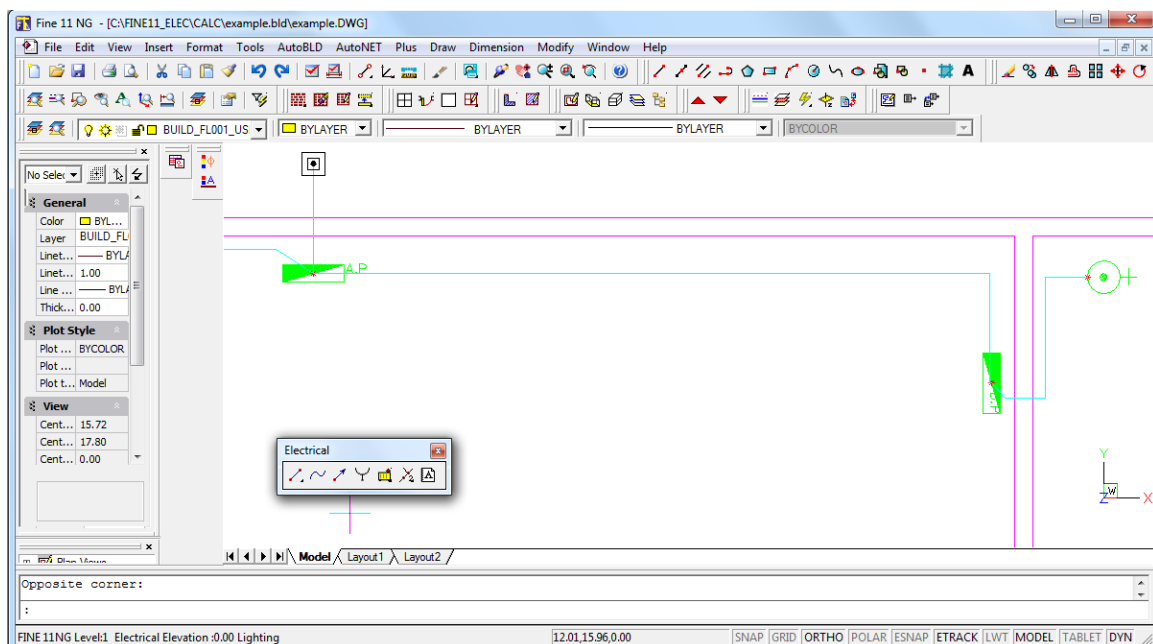 Fine 11 NG - [C:\FINE11_ELEC\CALC\example.bld\example.DWG]
File Edit View Insert Format Tools AutoBLD AutoNET Plus Draw Dimension Modify Window Help
BUILD_FL001_US BYLAYER BYLAYER BYLAYER BYCOLOR
No Selec
General
Color BYL...
Layer BUILD_FL
Linet... BYLA
Linet... 1.00
Line ... BYLA
Thick... 0.00
Plot Style
Plot ... BYCOLOR
Plot ...
Plot t... Model
View
Cent... 15.72
Cent... 17.80
Cent... 0.00
A.P
D.P
Electrical
Y
W
Z X
Plan Views
Model Layout1 Layout2
Opposite corner:
:
FINE 11NG Level:1 Electrical Elevation :0.00 Lighting 12.01,15.96,0.00 SNAP GRID ORTHO POLAR ESNAP ETRACK LWT MODEL TABLET DYN